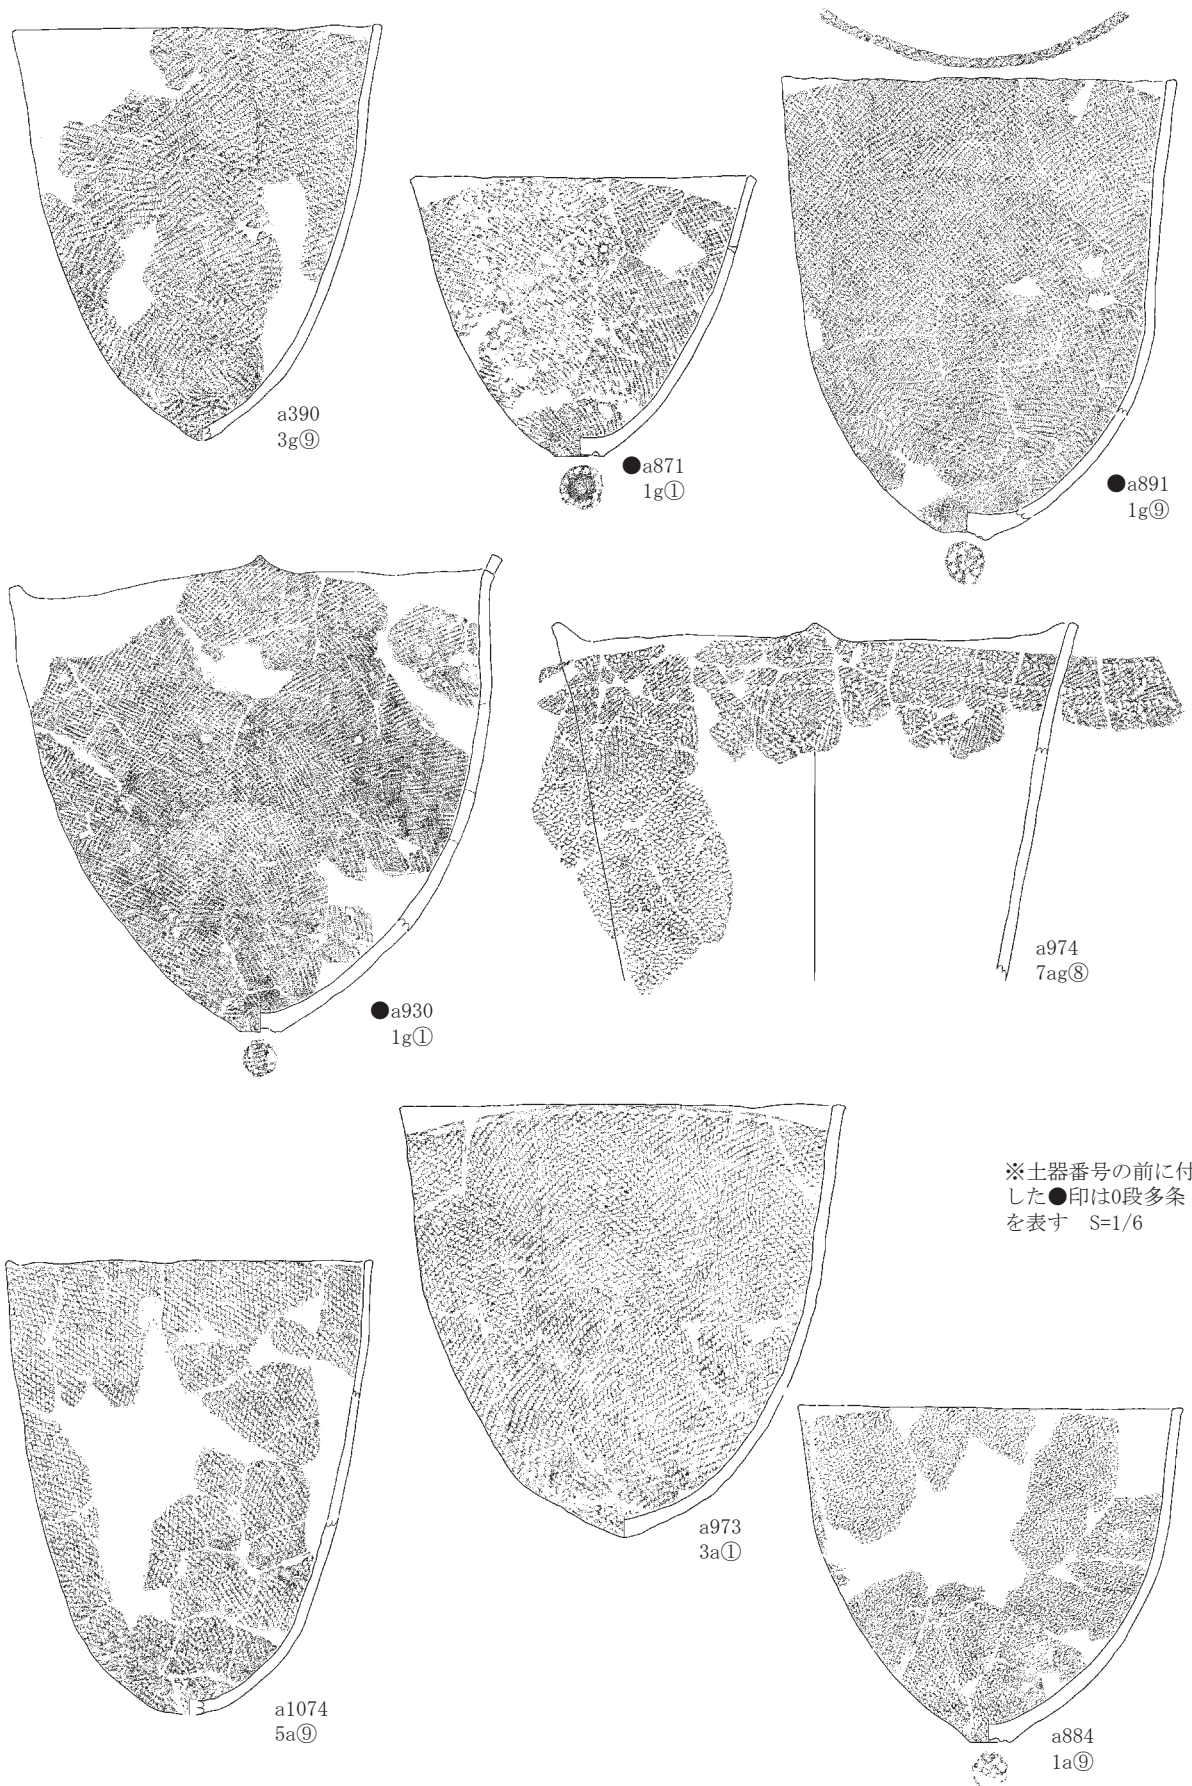 a390
3g⑨
●a871
1g①
●a891
1g⑨
●a930
1g①
a974
7ag⑧
※土器番号の前に付
した●印は0段多条
を表す　S=1/6
a973
3a①
a1074
5a⑨
a884
1a⑨